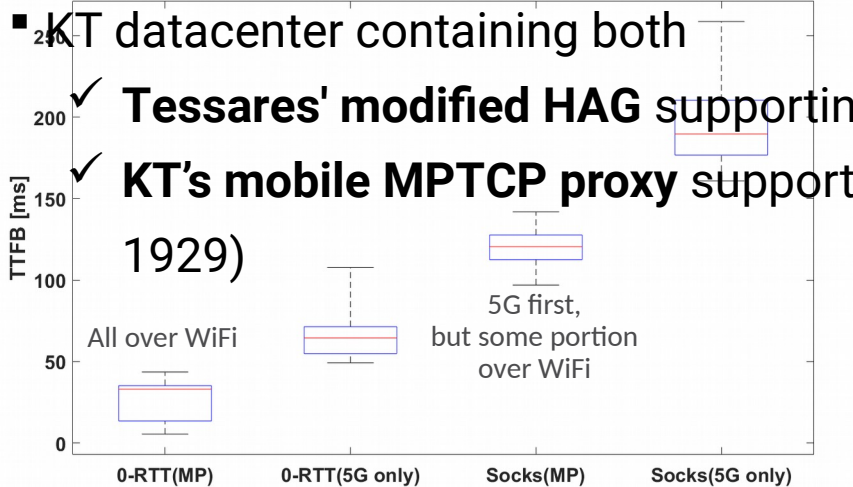 ▪ KT datacenter containing both
✓ Tessares' modified HAG supportin
✓ KT’s mobile MPTCP proxy support
1929)
TTFB [ms]
250
200
150
100
50
0
All over WiFi
5G first,
but some portion
over WiFi
0-RTT(MP)
0-RTT(5G only)
Socks(MP)
Socks(5G only)